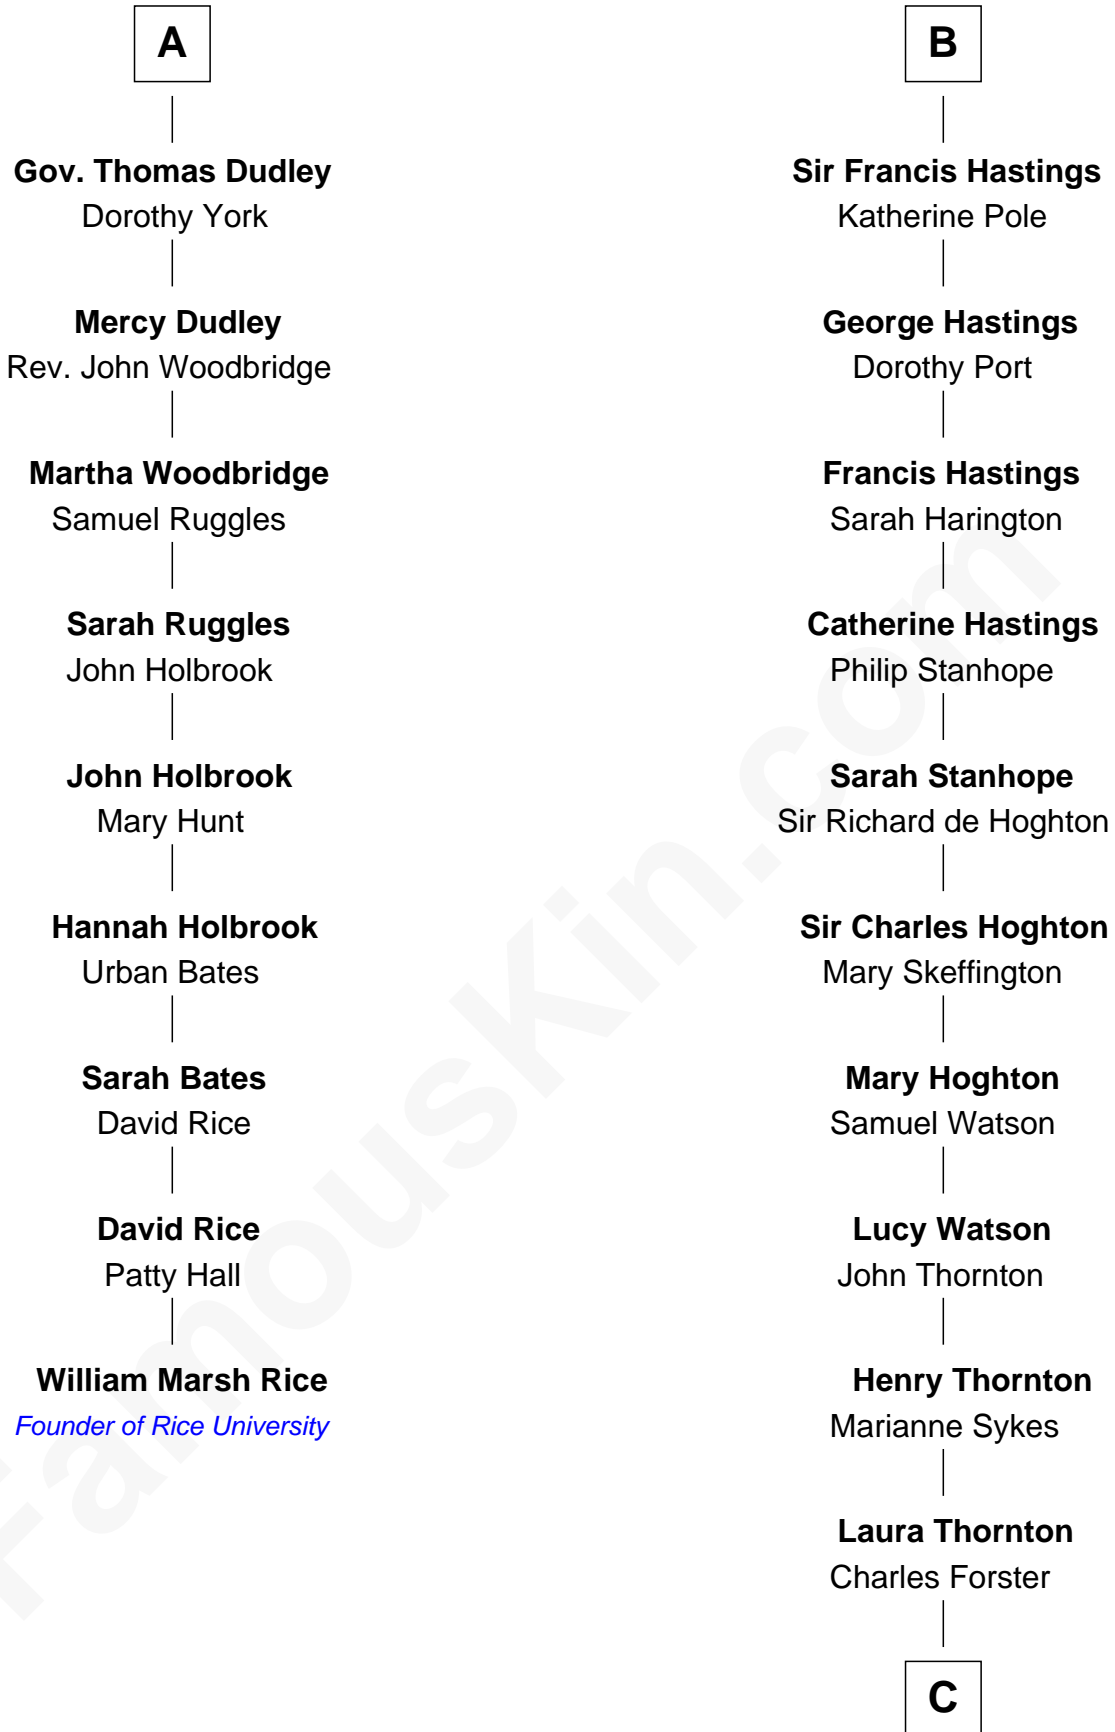 A
Gov. Thomas Dudley
Dorothy York
Mercy Dudley
Rev. John Woodbridge
Martha Woodbridge
Samuel Ruggles
Sarah Ruggles
John Holbrook
John Holbrook
Mary Hunt
Hannah Holbrook
Urban Bates
Sarah Bates
David Rice
David Rice
Patty Hall
William Marsh Rice
Founder of Rice University
B
Sir Francis Hastings
Katherine Pole
George Hastings
Dorothy Port
Francis Hastings
Sarah Harington
Catherine Hastings
Philip Stanhope
Sarah Stanhope
Sir Richard de Hoghton
Sir Charles Hoghton
Mary Skeffington
Mary Hoghton
Samuel Watson
Lucy Watson
John Thornton
Henry Thornton
Marianne Sykes
Laura Thornton
Charles Forster
C
FamousKin.com